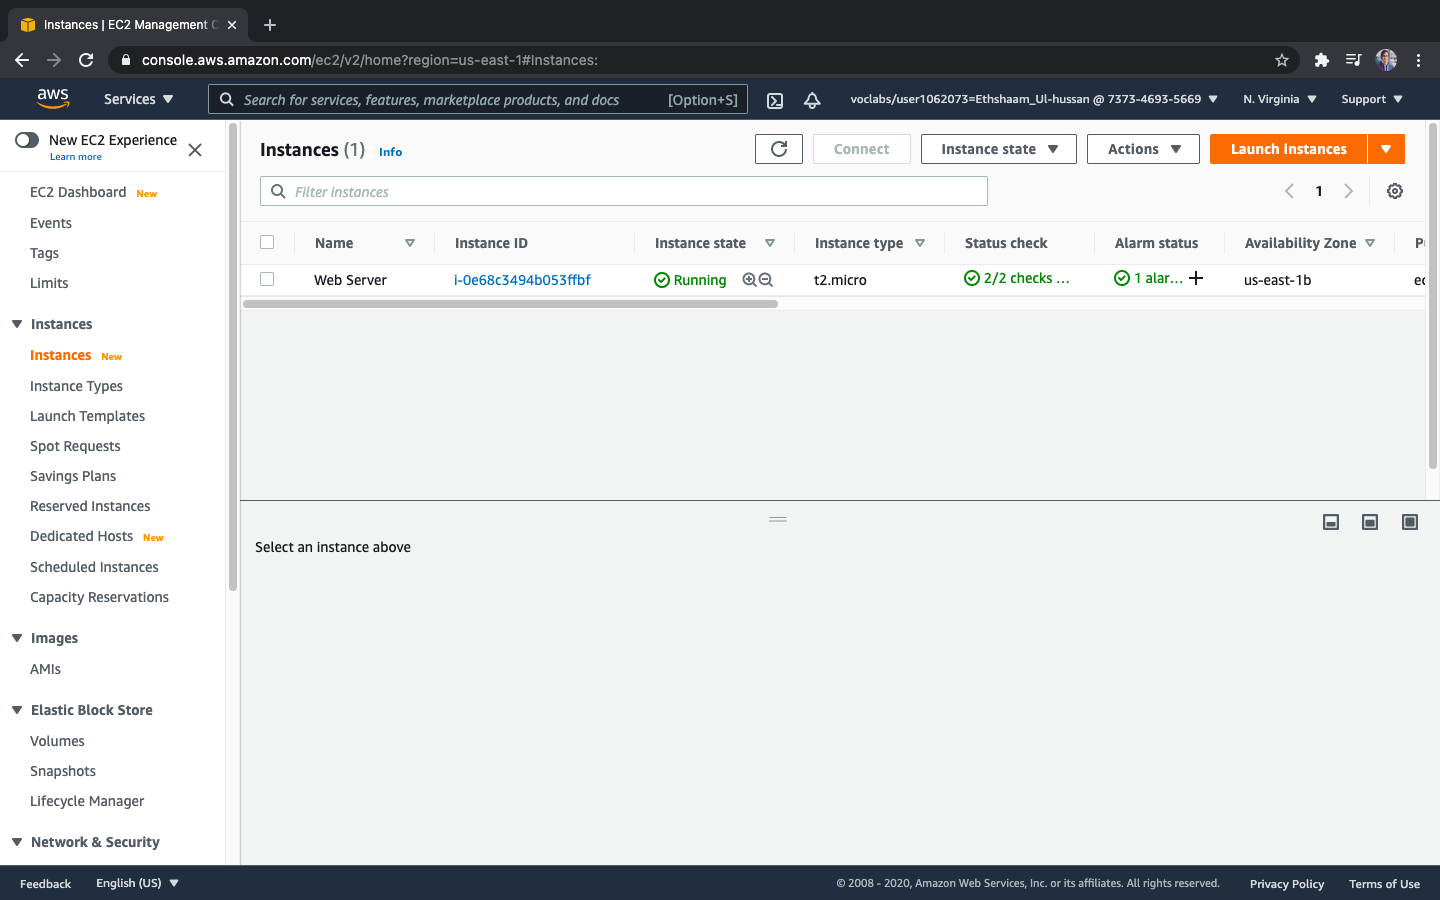 Instances | EC2 Management C
console.aws.amazon.com/ec2/v2/home?region=us-east-1#Instances:
aws
Services
Search for services, features, marketplace products, and docs [Option+S]
voclabs/user1062073=Ethshaam_Ul-hussan @ 7373-4693-5669
N. Virginia
Support
New EC2 Experience
Learn more
EC2 Dashboard New
Events
Tags
Limits
Instances
Instances New
Instance Types
Launch Templates
Spot Requests
Savings Plans
Reserved Instances
Dedicated Hosts New
Scheduled Instances
Capacity Reservations
Images
AMIs
Elastic Block Store
Volumes
Snapshots
Lifecycle Manager
Network & Security
Instances (1) Info
Connect
Instance state
Actions
Launch instances
Filter instances
1
Name Instance ID Instance state Instance type Status check Alarm status Availability Zone
Web Server i-0e68c3494b053ffbf Running t2.micro 2/2 checks ... 1 alar... us-east-1b
Select an instance above
Feedback English (US) © 2008 - 2020, Amazon Web Services, Inc. or its affiliates. All rights reserved. Privacy Policy Terms of Use